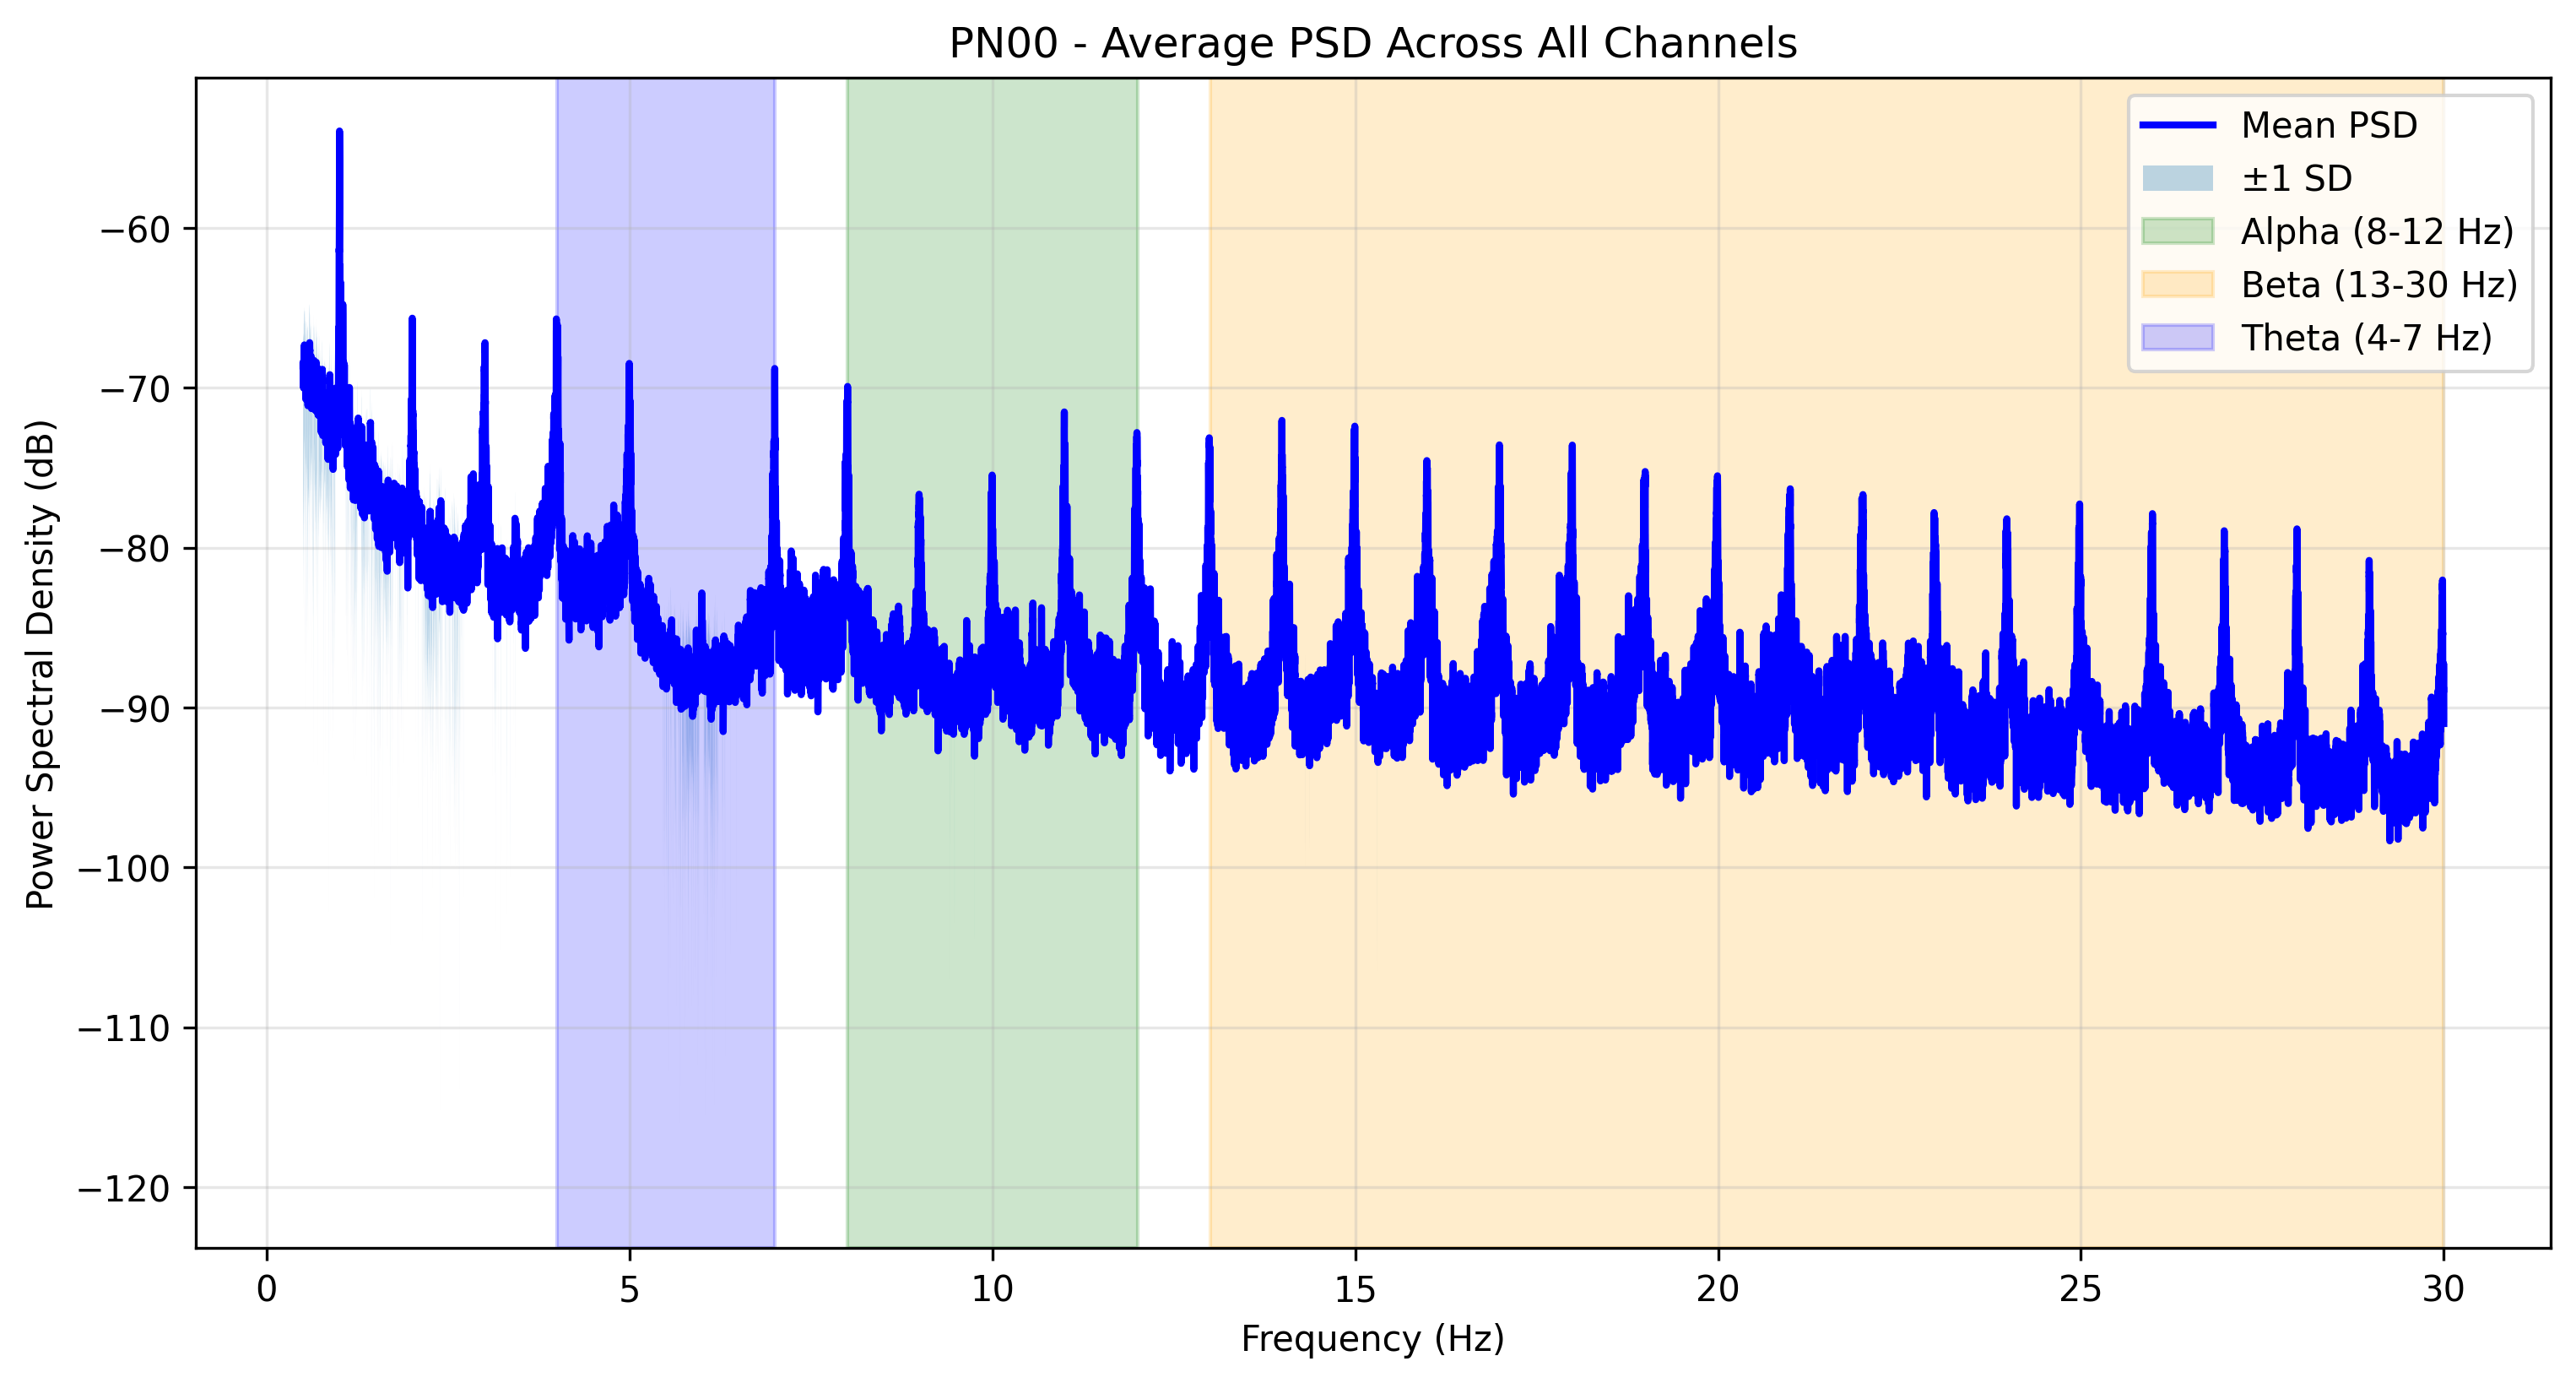 PN00 - Average PSD Across All Channels
Mean PSD
±1 SD
Alpha (8-12 Hz)
Beta (13-30 Hz)
Theta (4-7 Hz)
Power Spectral Density (dB)
−60
−70
−80
−90
−100
−110
−120
0 5 10 15 20 25 30
Frequency (Hz)